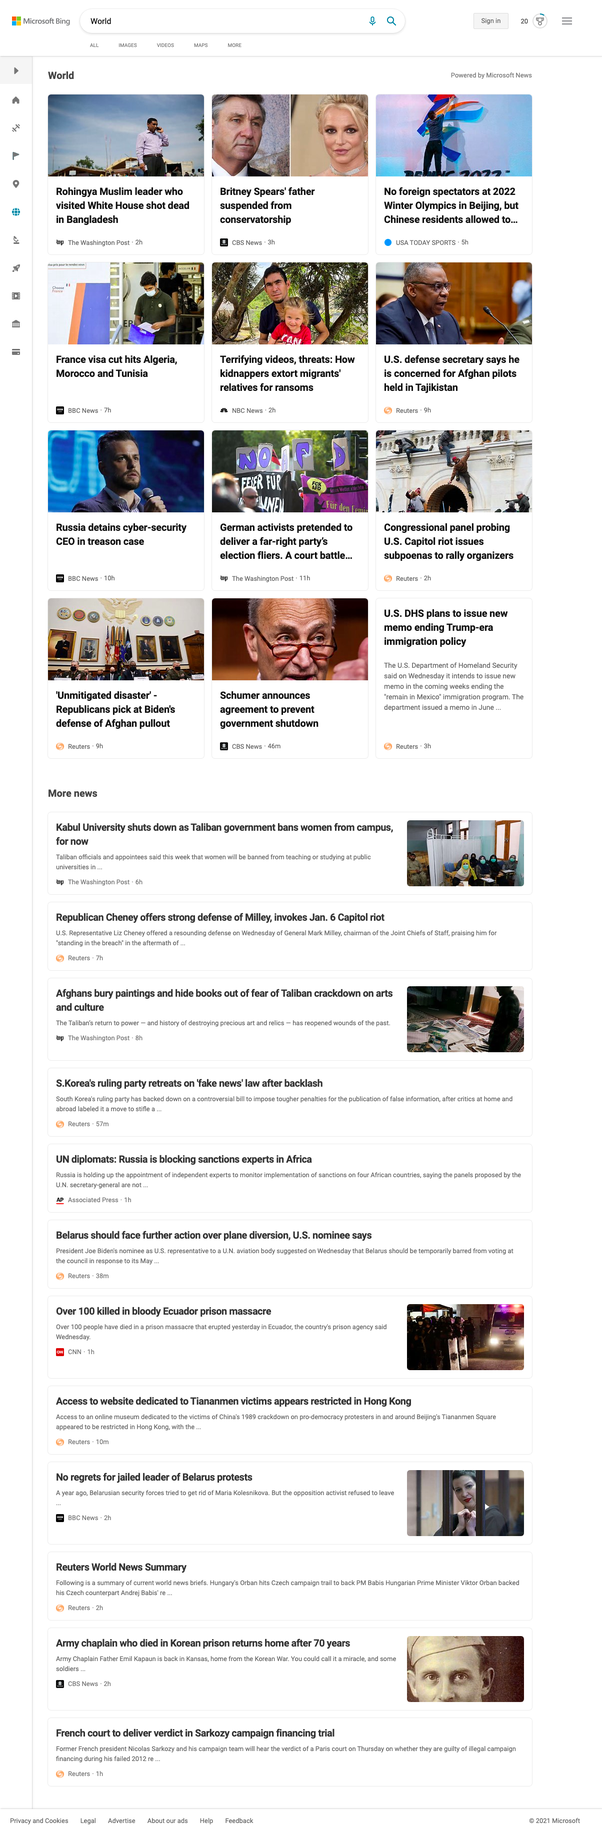 Microsoft Bing
World
Sign in
20
ALL IMAGES VIDEOS MAPS MORE
World
Powered by Microsoft News
Rohingya Muslim leader who
visited White House shot dead
in Bangladesh
The Washington Post · 2h
Britney Spears' father
suspended from
conservatorship
CBS News · 3h
BEIJING 2022
No foreign spectators at 2022
Winter Olympics in Beijing, but
Chinese residents allowed to...
USA TODAY SPORTS · 5h
France visa cut hits Algeria,
Morocco and Tunisia
BBC News · 7h
Terrifying videos, threats: How
kidnappers extort migrants'
relatives for ransoms
NBC News · 2h
U.S. defense secretary says he
is concerned for Afghan pilots
held in Tajikistan
Reuters · 9h
Russia detains cyber-security
CEO in treason case
BBC News · 10h
German activists pretended to
deliver a far-right party's
election fliers. A court battle...
The Washington Post · 11h
Congressional panel probing
U.S. Capitol riot issues
subpoenas to rally organizers
Reuters · 2h
'Unmitigated disaster' -
Republicans pick at Biden's
defense of Afghan pullout
Reuters · 9h
Schumer announces
agreement to prevent
government shutdown
CBS News · 46m
U.S. DHS plans to issue new
memo ending Trump-era
immigration policy
The U.S. Department of Homeland Security
said on Wednesday it intends to issue new
memo in the coming weeks ending the
"remain in Mexico" immigration program. The
department issued a memo in June ...
Reuters · 3h
More news
Kabul University shuts down as Taliban government bans women from campus,
for now
Taliban officials and appointees said this week that women will be banned from teaching or studying at public
universities in ...
The Washington Post · 6h
Republican Cheney offers strong defense of Milley, invokes Jan. 6 Capitol riot
U.S. Representative Liz Cheney offered a resounding defense on Wednesday of General Mark Milley, chairman of the Joint Chiefs of Staff, praising him for
"standing in the breach" in the aftermath of ...
Reuters · 7h
Afghans bury paintings and hide books out of fear of Taliban crackdown on arts
and culture
The Taliban's return to power — and history of destroying precious art and relics — has reopened wounds of the past.
The Washington Post · 8h
S.Korea's ruling party retreats on 'fake news' law after backlash
South Korea's ruling party has backed down on a controversial bill to impose tougher penalties for the publication of false information, after critics at home and
abroad labeled it a move to stifle a ...
Reuters · 57m
UN diplomats: Russia is blocking sanctions experts in Africa
Russia is holding up the appointment of independent experts to monitor implementation of sanctions on four African countries, saying the panels proposed by the
U.N. secretary-general are not ...
AP Associated Press · 1h
Belarus should face further action over plane diversion, U.S. nominee says
President Joe Biden's nominee as U.S. representative to a U.N. aviation body suggested on Wednesday that Belarus should be temporarily barred from voting at
the council in response to its May ...
Reuters · 38m
Over 100 killed in bloody Ecuador prison massacre
Over 100 people have died in a prison massacre that erupted yesterday in Ecuador, the country's prison agency said
Wednesday.
CNN · 1h
Access to website dedicated to Tiananmen victims appears restricted in Hong Kong
Access to an online museum dedicated to the victims of China's 1989 crackdown on pro-democracy protesters in and around Beijing's Tiananmen Square
appeared to be restricted in Hong Kong, with the ...
Reuters · 10m
No regrets for jailed leader of Belarus protests
A year ago, Belarusian security forces tried to get rid of Maria Kolesnikova. But the opposition activist refused to leave
...
BBC News · 2h
Reuters World News Summary
Following is a summary of current world news briefs. Hungary's Orban hits Czech campaign trail to back PM Babis Hungarian Prime Minister Viktor Orban backed
his Czech counterpart Andrej Babis' re ...
Reuters · 2h
Army chaplain who died in Korean prison returns home after 70 years
Army Chaplain Father Emil Kapaun is back in Kansas, home from the Korean War. You could call it a miracle, and some
soldiers ...
CBS News · 2h
French court to deliver verdict in Sarkozy campaign financing trial
Former French president Nicolas Sarkozy and his campaign team will hear the verdict of a Paris court on Thursday on whether they are guilty of illegal campaign
financing during his failed 2012 re ...
Reuters · 1h
Privacy and Cookies Legal Advertise About our ads Help Feedback
© 2021 Microsoft